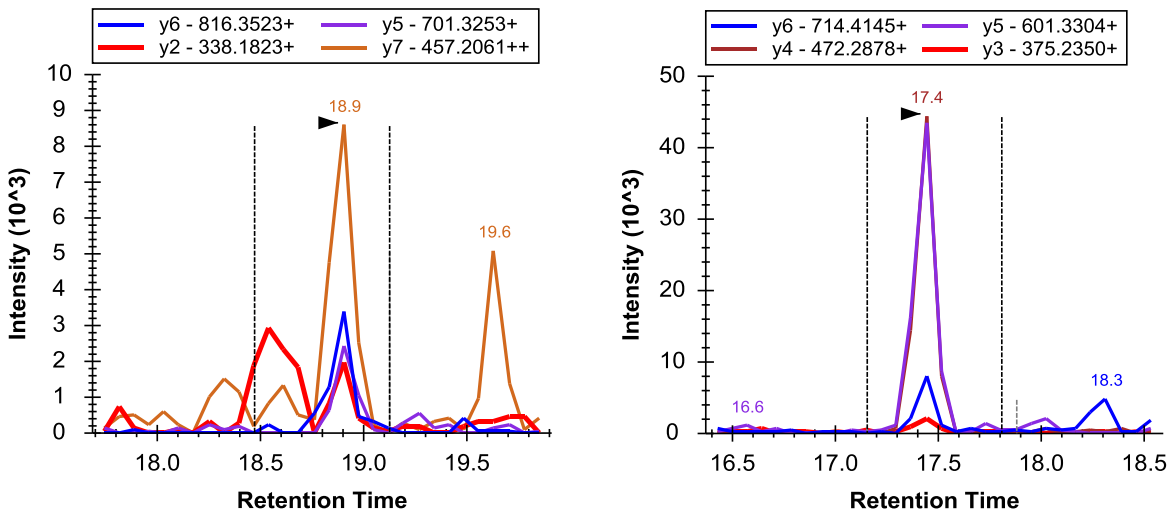 y6 - 816.3523+ y5 - 701.3253+
y2 - 338.1823+ y7 - 457.2061++
10
9
8
7
6
5
4
3
2
1
0
Intensity (10^3)
18.9
19.6
18.0 18.5 19.0 19.5
Retention Time
y6 - 714.4145+ y5 - 601.3304+
y4 - 472.2878+ y3 - 375.2350+
50
40
30
20
10
0
Intensity (10^3)
17.4
16.6
18.3
16.5 17.0 17.5 18.0 18.5
Retention Time